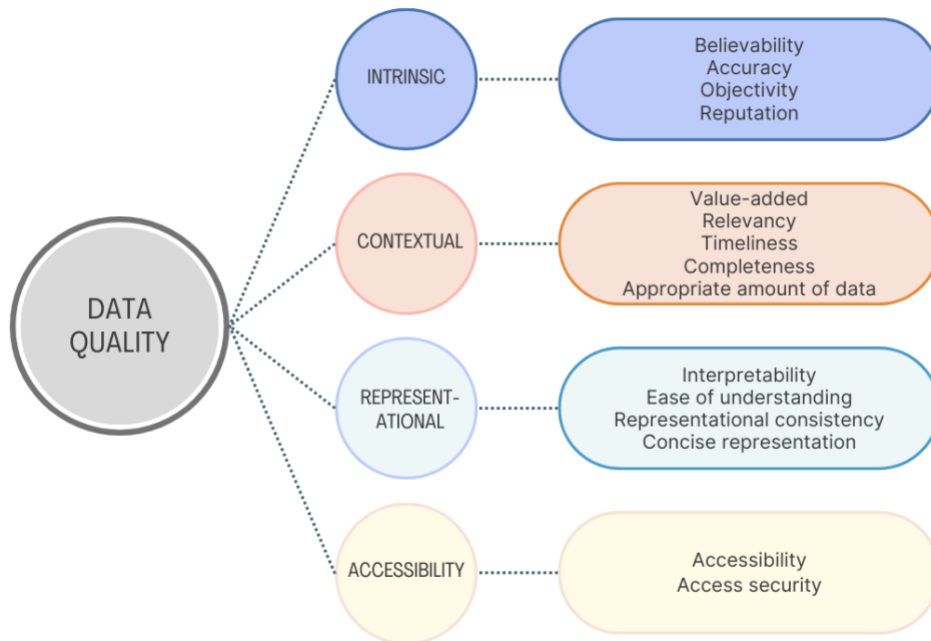 DATA
QUALITY
INTRINSIC
Believability
Accuracy
Objectivity
Reputation
CONTEXTUAL
Value-added
Relevancy
Timeliness
Completeness
Appropriate amount of data
REPRESENT-
ATIONAL
Interpretability
Ease of understanding
Representational consistency
Concise representation
ACCESSIBILITY
Accessibility
Access security